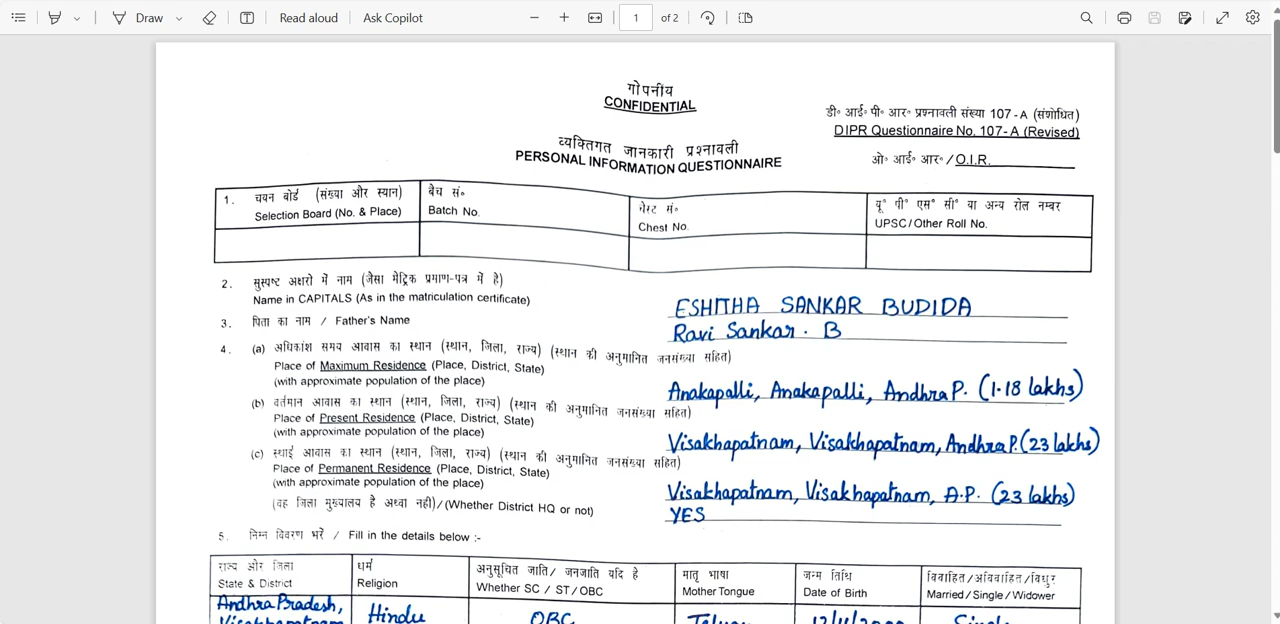 Draw
Read aloud
Ask Copilot
1 of 2
गोपनीय
CONFIDENTIAL
डी॰ आई॰ पी॰ आर॰ प्रश्नावली संख्या 107-A (संशोधित)
DIPR Questionnaire No. 107-A (Revised)
व्यक्तिगत जानकारी प्रश्नावली
PERSONAL INFORMATION QUESTIONNAIRE
ओ॰ आई॰ आर॰ / O.I.R.
1. चयन बोर्ड (संख्या और स्थान)
Selection Board (No. & Place)
बैच सं॰
Batch No.
चेस्ट सं॰
Chest No.
यू॰ पी॰ एस॰ सी॰ या अन्य रोल नम्बर
UPSC/Other Roll No.
2. सुस्पष्ट अक्षरों में नाम (जैसा मेट्रिक प्रमाण-पत्र में है)
Name in CAPITALS (As in the matriculation certificate)
ESHITHA SANKAR BUDIDA
3. पिता का नाम / Father's Name
Ravi Sankar. B
4. (a) अधिकांश समय आवास का स्थान (स्थान, जिला, राज्य) (स्थान की अनुमानित जनसंख्या सहित)
Place of Maximum Residence (Place, District, State)
(with approximate population of the place)
Anakapalli, Anakapalli, Andhra P. (1.18 lakhs)
(b) वर्तमान आवास का स्थान (स्थान, जिला, राज्य) (स्थान की अनुमानित जनसंख्या सहित)
Place of Present Residence (Place, District, State)
(with approximate population of the place)
Visakhapatnam, Visakhapatnam, Andhra P. (23 lakhs)
(c) स्थाई आवास का स्थान (स्थान, जिला, राज्य) (स्थान की अनुमानित जनसंख्या सहित)
Place of Permanent Residence (Place, District, State)
(with approximate population of the place)
Visakhapatnam, Visakhapatnam, A.P. (23 lakhs)
(वह जिला मुख्यालय है अथवा नहीं)/(Whether District HQ or not)
YES
5. निम्न विवरण भरें / Fill in the details below :-
राज्य और जिला
State & District
धर्म
Religion
अनुसूचित जाति/ जनजाति यदि है
Whether SC / ST/OBC
मातृ भाषा
Mother Tongue
जन्म तिथि
Date of Birth
विवाहित/अविवाहित/विधुर
Married/Single/Widower
Andhra Pradesh,
Hindu
OBC